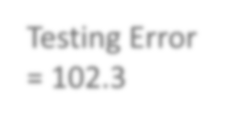 Testing Error
= 102.3